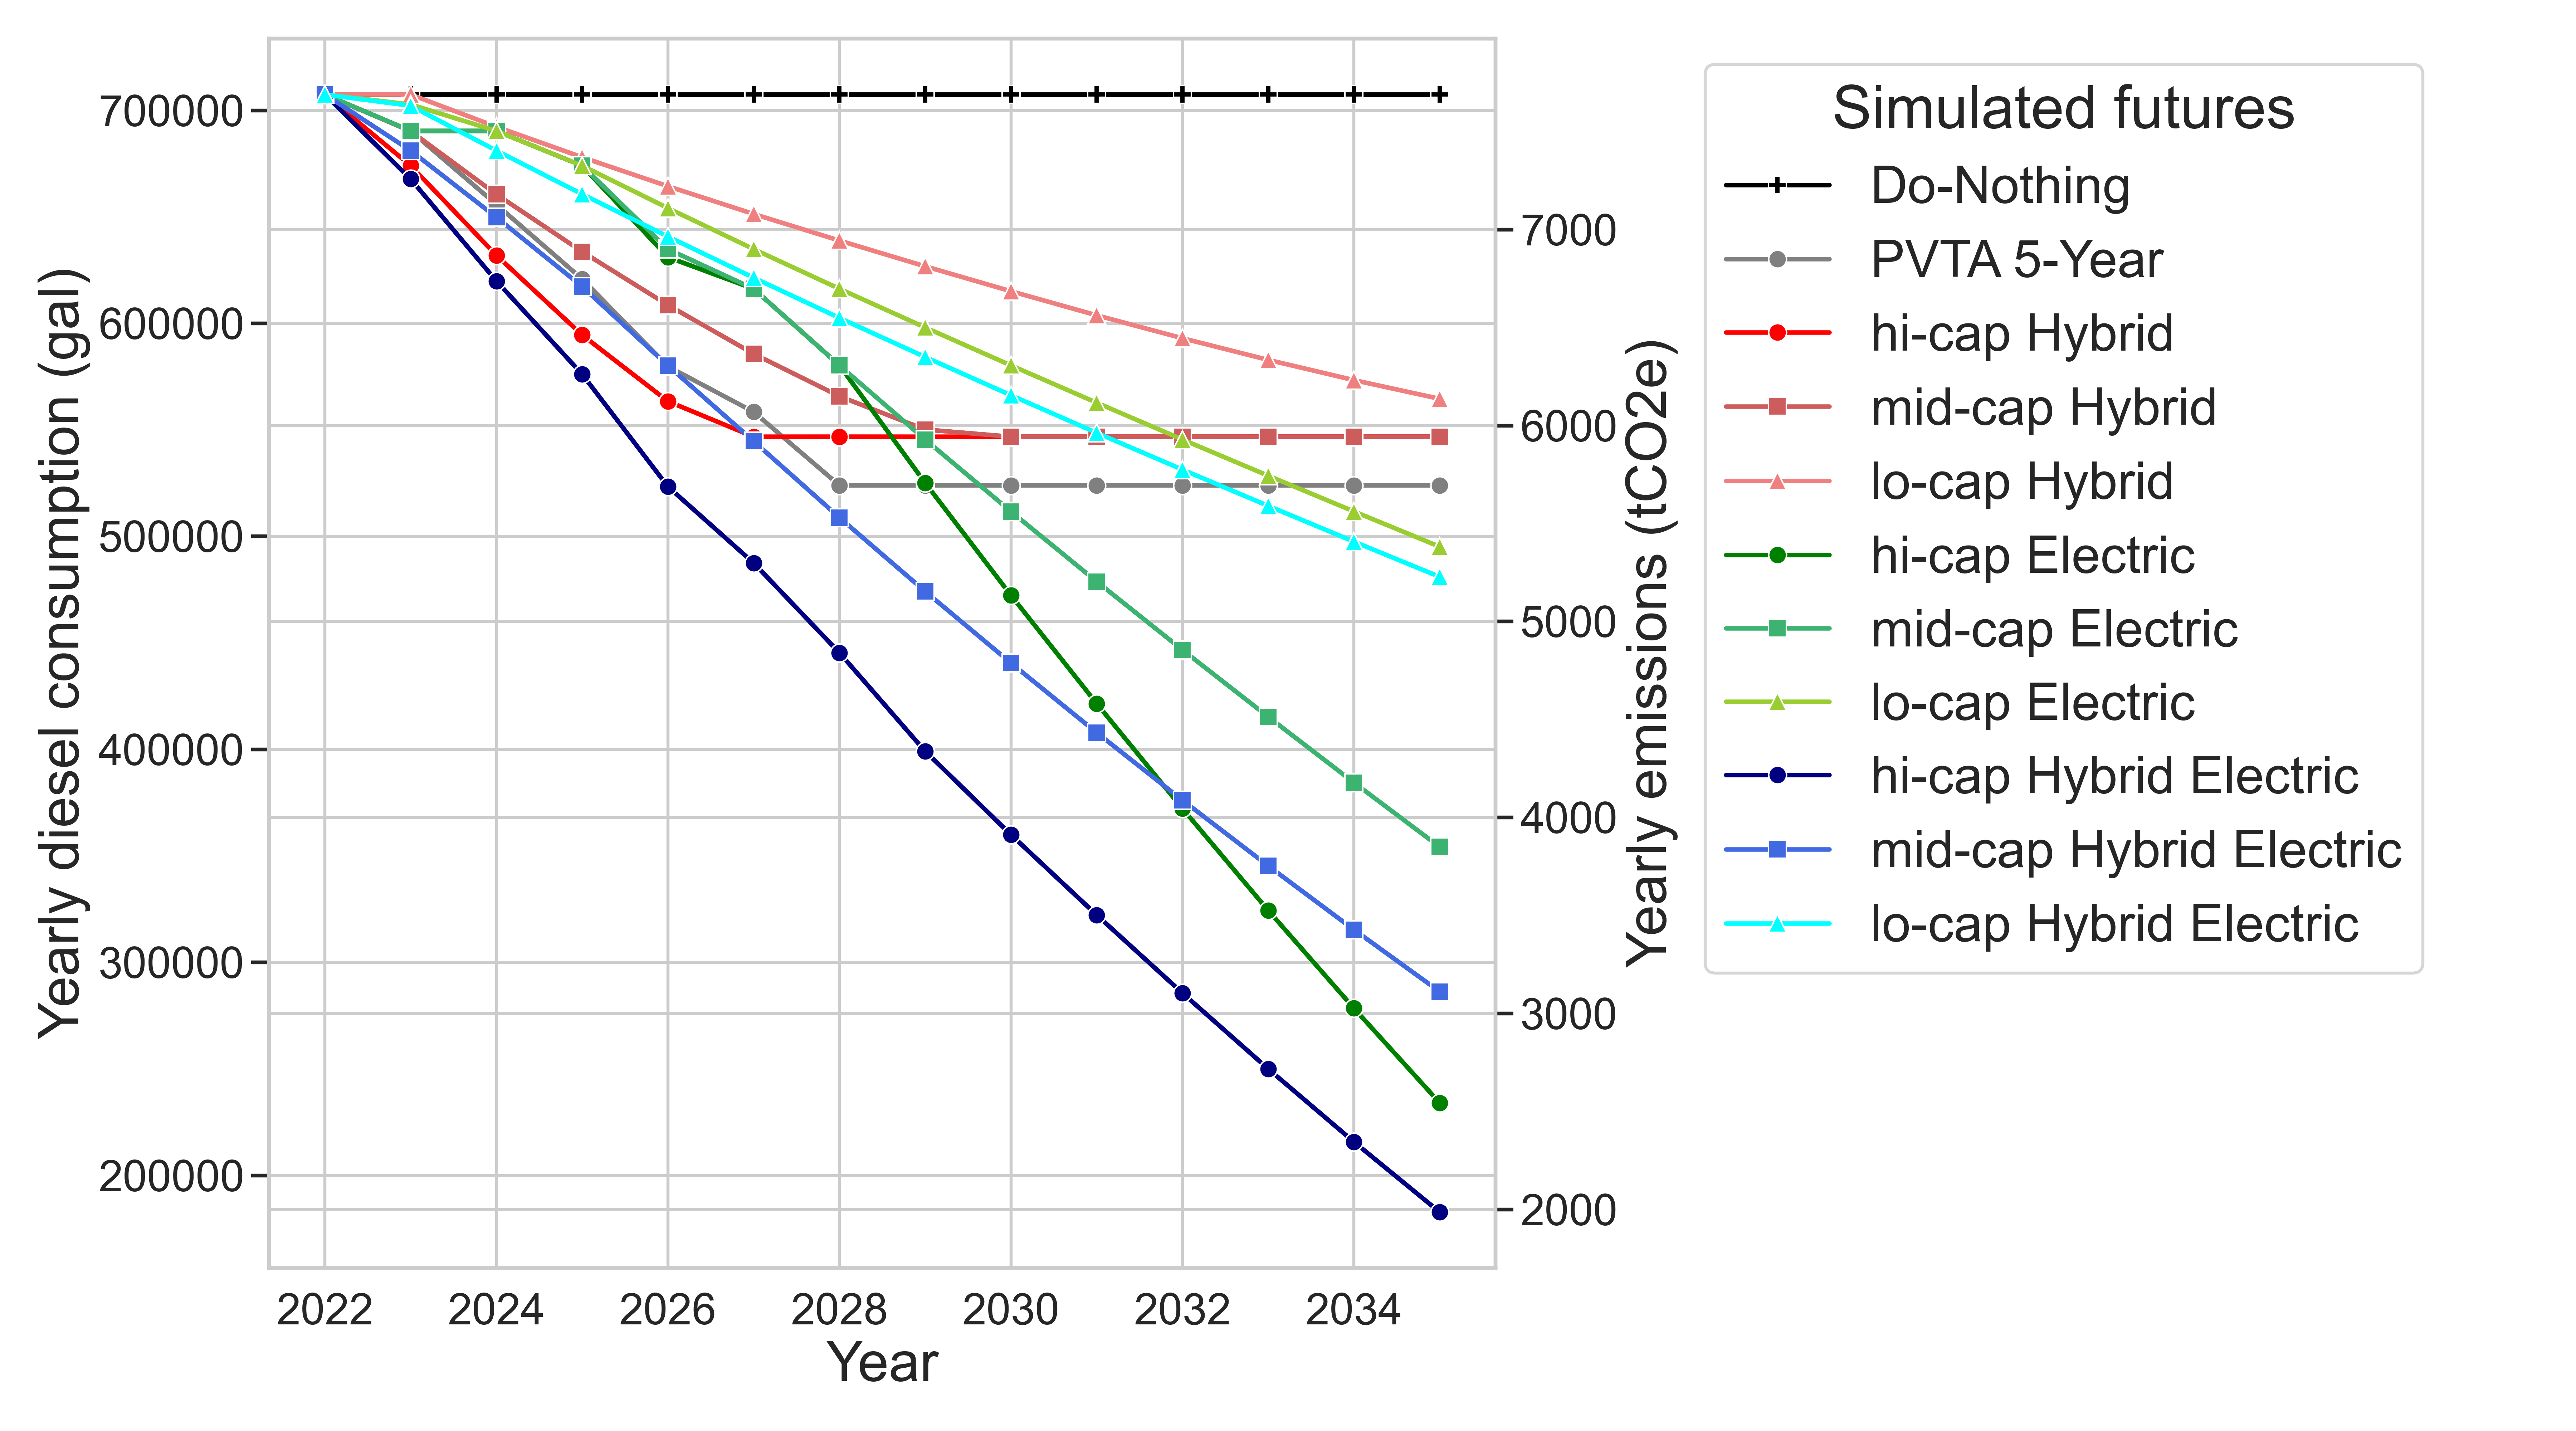 Yearly diesel consumption (gal)
700000
600000
500000
400000
300000
200000
2022 2024 2026 2028 2030 2032 2034
Year
7000
6000
5000
4000
3000
2000
Yearly emissions (tCO2e)
Simulated futures
Do-Nothing
PVTA 5-Year
hi-cap Hybrid
mid-cap Hybrid
lo-cap Hybrid
hi-cap Electric
mid-cap Electric
lo-cap Electric
hi-cap Hybrid Electric
mid-cap Hybrid Electric
lo-cap Hybrid Electric